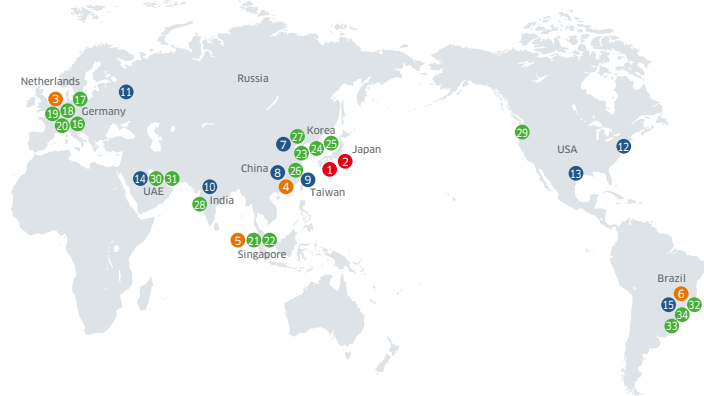 Russia
Netherlands
3
17
11
19
18
Germany
20
16
27
Korea
7
23
24
25
Japan
2
1
China
8
26
4
9
Taiwan
14
30
31
UAE
10
India
28
5
21
22
Singapore
29
USA
12
13
Brazil
6
15
32
34
33